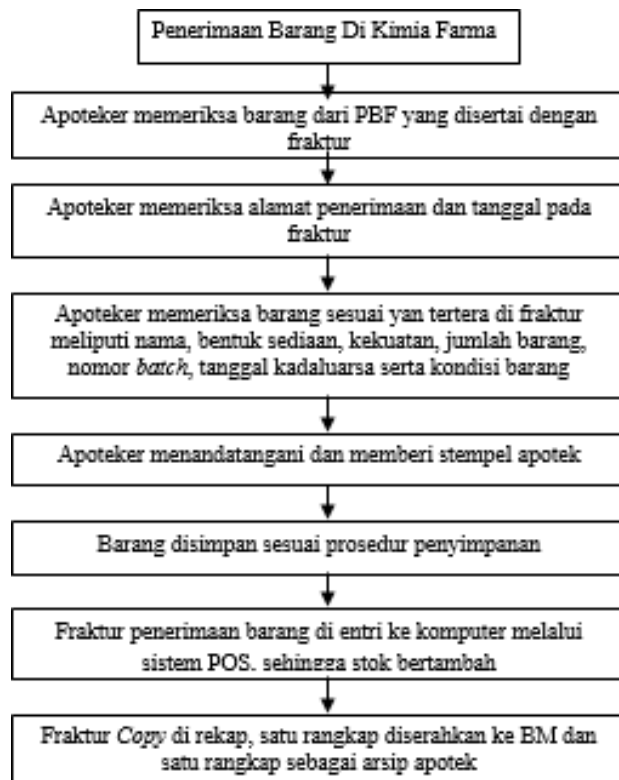 Penerimaan Barang Di Kimia Farma
Apoteker memeriksa barang dari PBF yang disertai dengan
fraktur
Apoteker memeriksa alamat penerimaan dan tanggal pada
fraktur
Apoteker memeriksa barang sesuai yan tertera di fraktur
meliputi nama, bentuk sediaan, kekuatan, jumlah barang,
nomor batch, tanggal kadaluarsa serta kondisi barang
Apoteker menandatangani dan memberi stempel apotek
Barang disimpan sesuai prosedur penyimpanan
Fraktur penerimaan barang di entri ke komputer melalui
sistem POS. sehingga stok bertambah
Fraktur Copy di rekap, satu rangkap diserahkan ke BM dan
satu rangkap sebagai arsip apotek